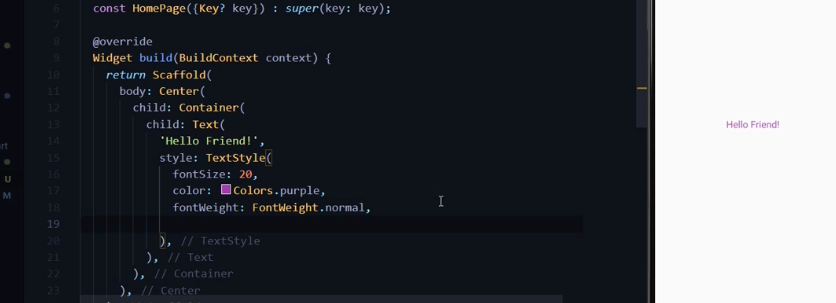 6 const HomePage({Key? key}) : super(key: key);
7
8 @override
9 Widget build(BuildContext context) {
10 return Scaffold(
11 body: Center(
12 child: Container(
13 child: Text(
14 'Hello Friend!',
15 style: TextStyle(
16 fontSize: 20,
17 color: Colors.purple,
18 fontWeight: FontWeight.normal,
19
20 ), // TextStyle
21 ), // Text
22 ), // Container
23 ), // Center
rt
U
M
Hello Friend!